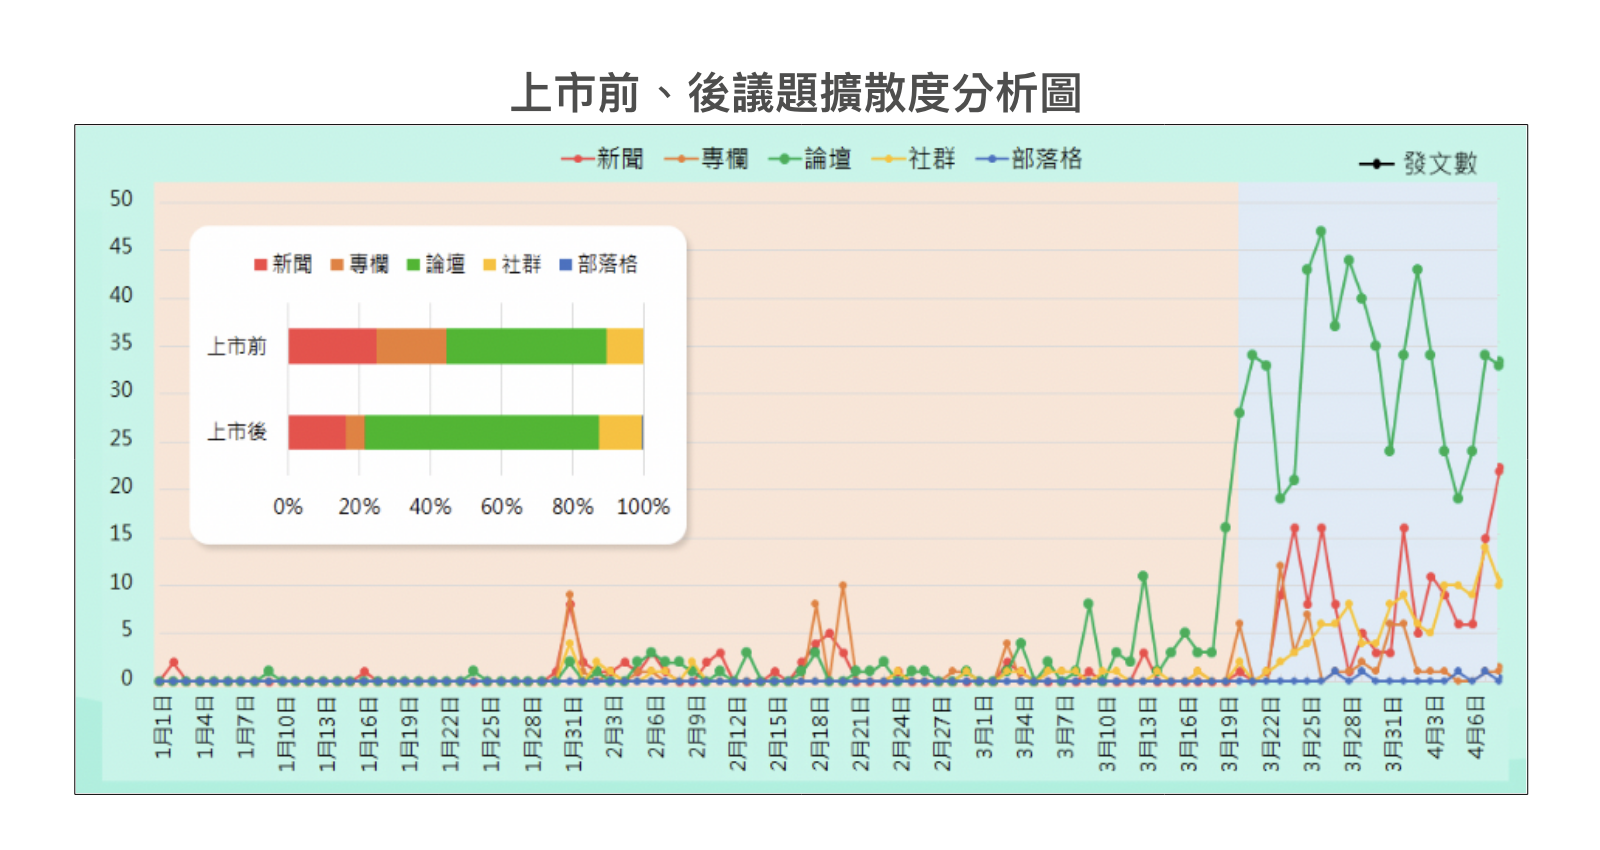 上市前、後議題擴散度分析圖
新聞 專欄 論壇 社群 部落格
發文數
50
45
40
35
30
25
20
15
10
5
0
新聞 專欄 論壇 社群 部落格
上市前
上市後
0% 20% 40% 60% 80% 100%
1月1日 1月4日 1月7日 1月10日 1月13日 1月16日 1月19日 1月22日 1月25日 1月28日 1月31日 2月3日 2月6日 2月9日 2月12日 2月15日 2月18日 2月21日 2月24日 2月27日 3月1日 3月4日 3月7日 3月10日 3月13日 3月16日 3月19日 3月22日 3月25日 3月28日 3月31日 4月3日 4月6日